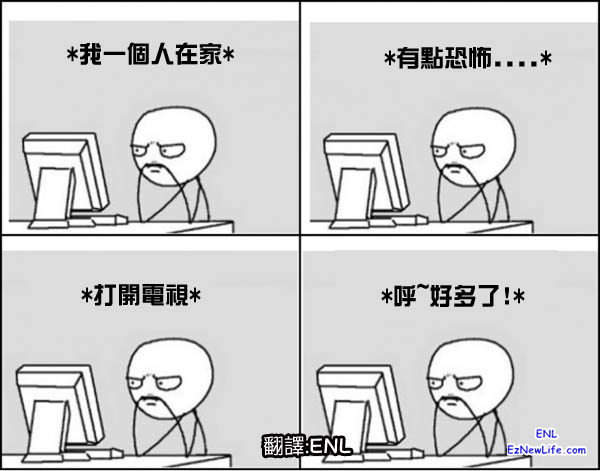 *我一個人在家*
*有點恐怖....*
*打開電視*
*呼~好多了!*
翻譯:ENL
ENL
EzNewLife.com